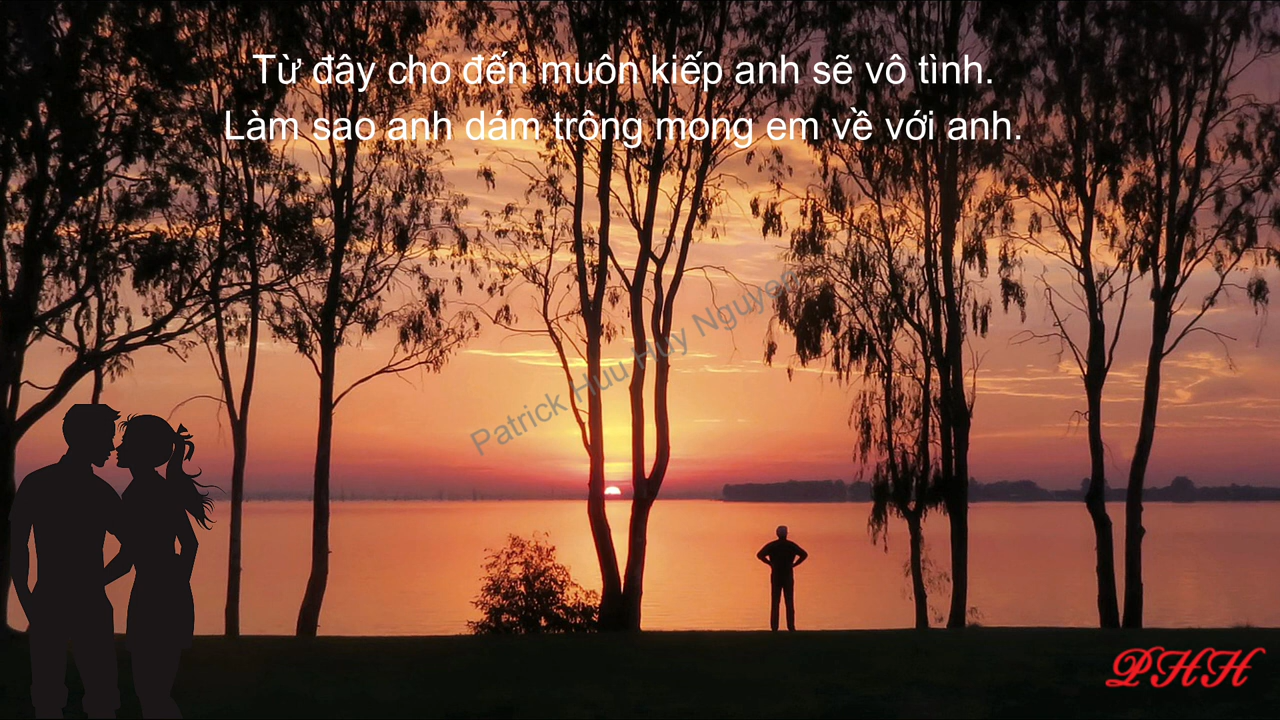 Từ đây cho đến muôn kiếp anh sẽ vô tình.
Làm sao anh dám trông mong em về với anh.
Patrick Huu Huy Nguyen
PHH